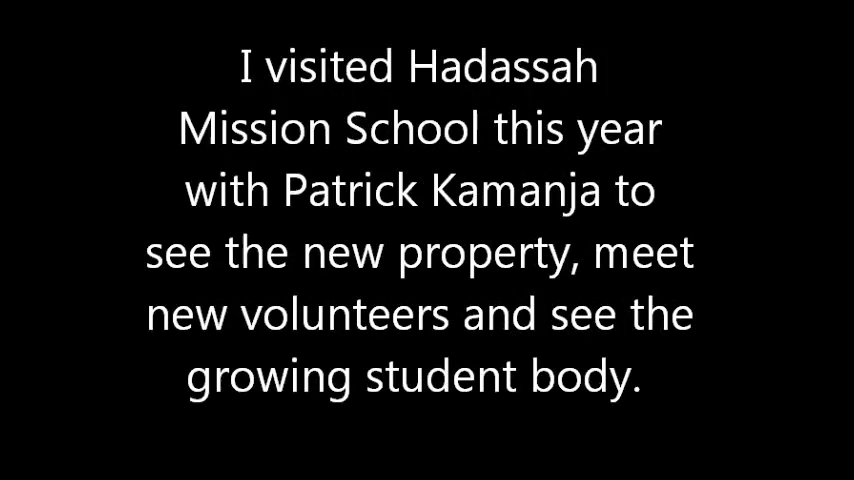 I visited Hadassah
Mission School this year
with Patrick Kamanja to
see the new property, meet
new volunteers and see the
growing student body.